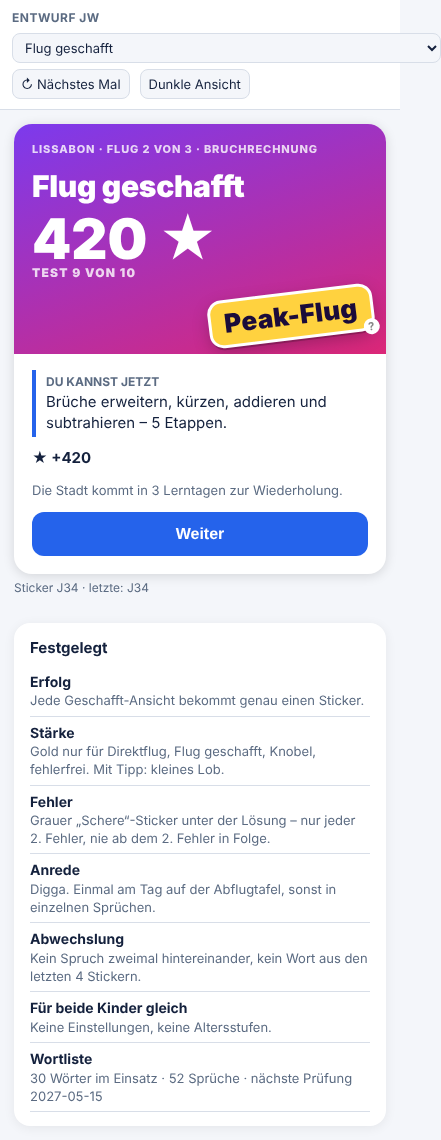 ENTWURF JW
Flug geschafft
↻ Nächstes Mal
Dunkle Ansicht
LISSABON · FLUG 2 VON 3 · BRUCHRECHNUNG
Flug geschafft
420 ★
TEST 9 VON 10
Peak-Flug
?
DU KANNST JETZT
Brüche erweitern, kürzen, addieren und
subtrahieren – 5 Etappen.
★ +420
Die Stadt kommt in 3 Lerntagen zur Wiederholung.
Weiter
Sticker J34 · letzte: J34
Festgelegt
Erfolg
Jede Geschafft-Ansicht bekommt genau einen Sticker.
Stärke
Gold nur für Direktflug, Flug geschafft, Knobel,
fehlerfrei. Mit Tipp: kleines Lob.
Fehler
Grauer „Schere“-Sticker unter der Lösung – nur jeder
2. Fehler, nie ab dem 2. Fehler in Folge.
Anrede
Digga. Einmal am Tag auf der Abflugtafel, sonst in
einzelnen Sprüchen.
Abwechslung
Kein Spruch zweimal hintereinander, kein Wort aus den
letzten 4 Stickern.
Für beide Kinder gleich
Keine Einstellungen, keine Altersstufen.
Wortliste
30 Wörter im Einsatz · 52 Sprüche · nächste Prüfung
2027-05-15